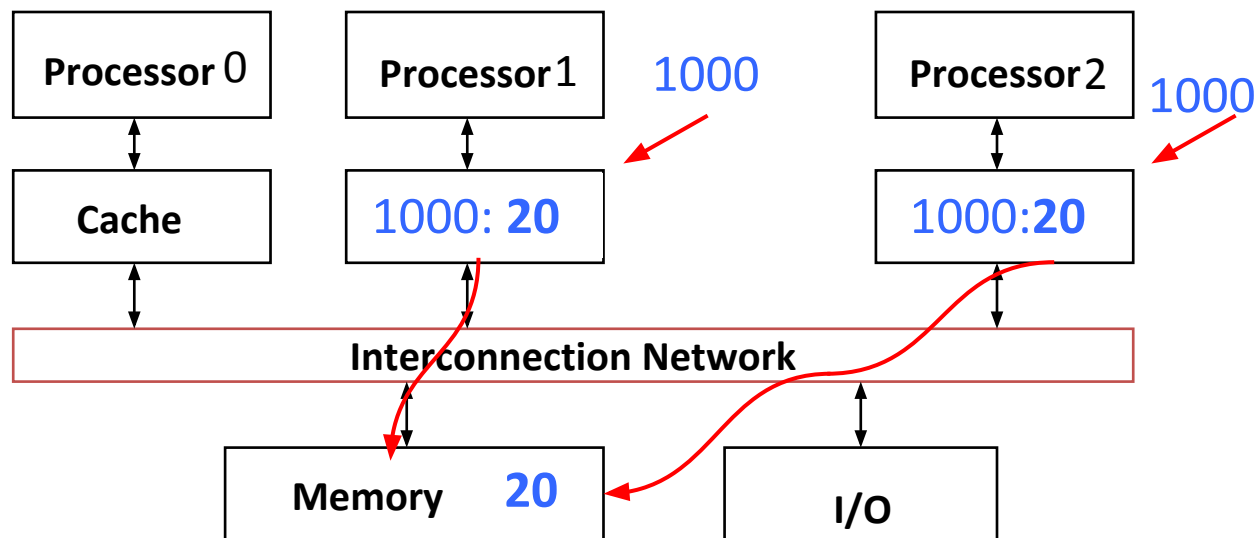 Processor 0
Processor 1
1000
Processor 2
1000
Cache
1000: 20
1000:20
Interconnection Network
Memory 20
I/O